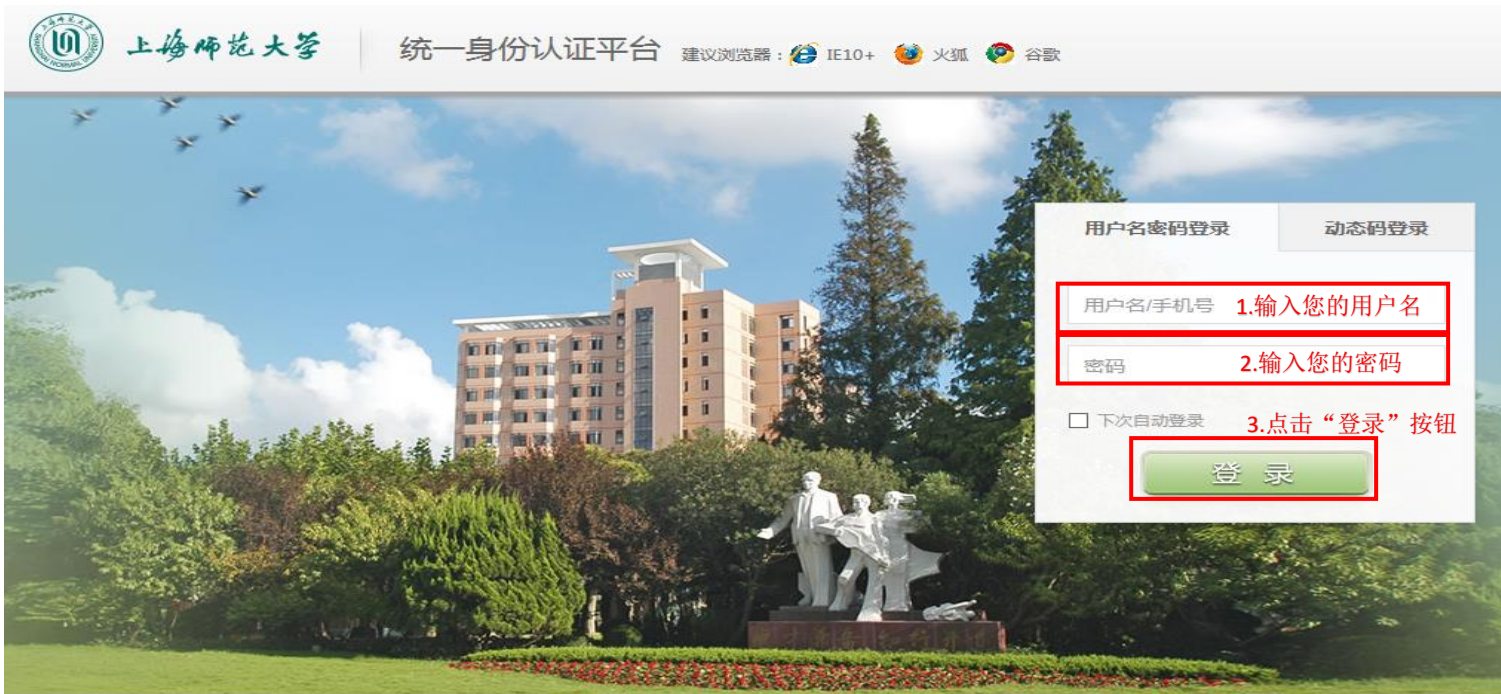 上海师范大学
统一身份认证平台 建议浏览器：IE10+ 火狐 谷歌
用户名密码登录 动态码登录
用户名/手机号 1.输入您的用户名
密码 2.输入您的密码
下次自动登录 3.点击“登录”按钮
登 录